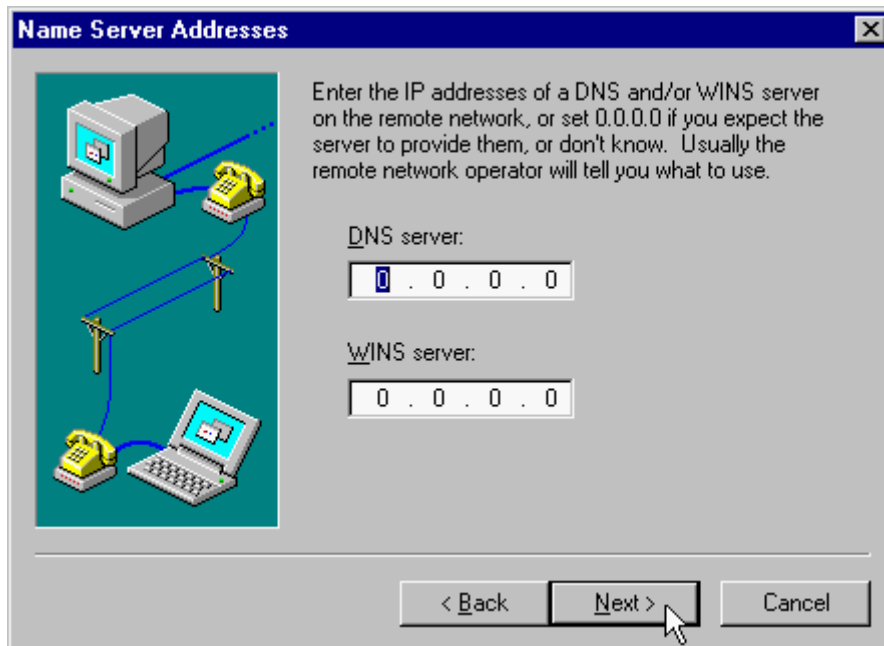 Name Server Addresses
Enter the IP addresses of a DNS and/or WINS server
on the remote network, or set 0.0.0.0 if you expect the
server to provide them, or don't know. Usually the
remote network operator will tell you what to use.
DNS server:
0 . 0 . 0 . 0
WINS server:
0 . 0 . 0 . 0
< Back
Next >
Cancel